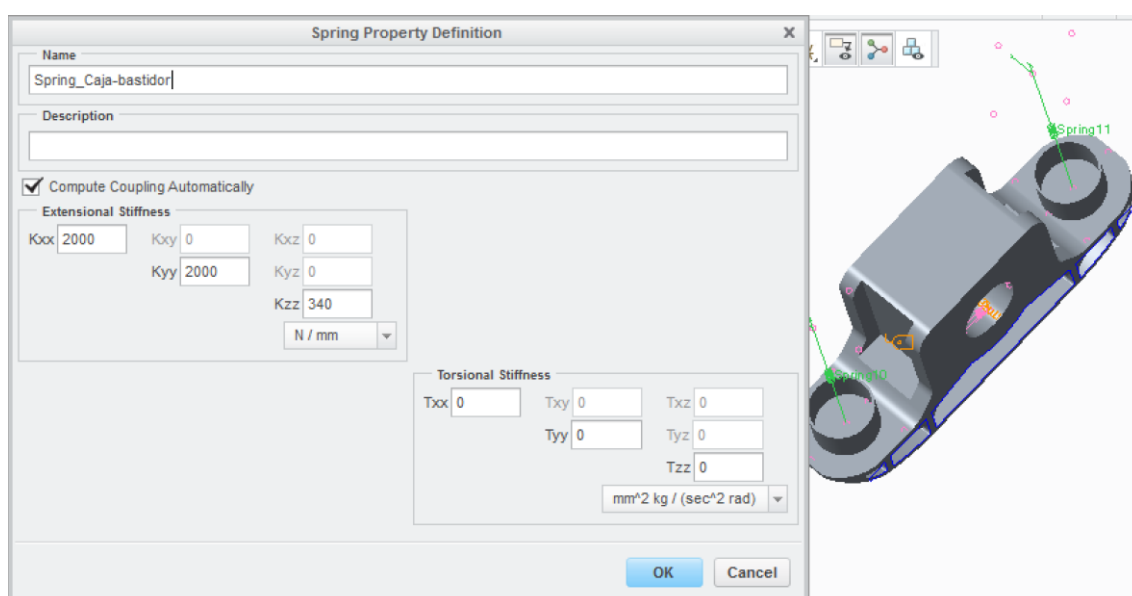 Spring Property Definition X
Name
Spring_Caja-bastidor
Description
Compute Coupling Automatically
Extensional Stiffness
Kxx 2000 Kxy 0 Kxz 0
Kyy 2000 Kyz 0
Kzz 340
N / mm
Torsional Stiffness
Txx 0 Txy 0 Txz 0
Tyy 0 Tyz 0
Tzz 0
mm^2 kg / (sec^2 rad)
OK Cancel
Spring11
Spring10